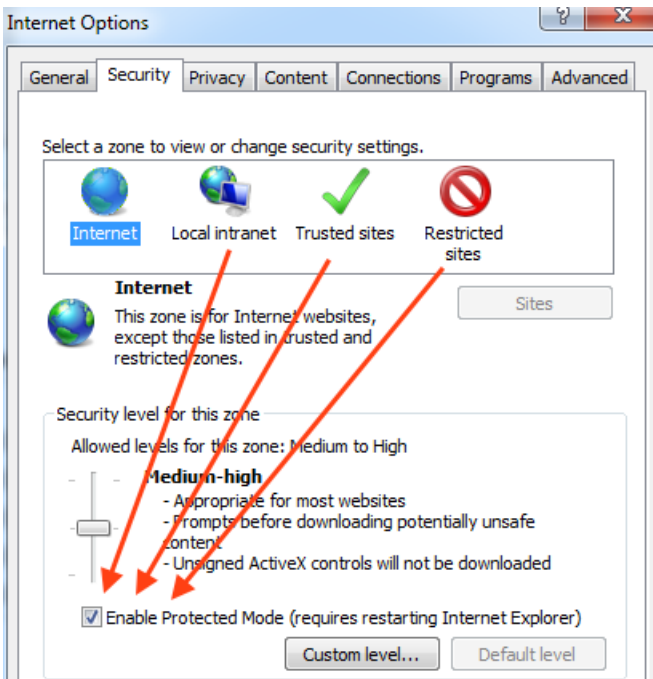 Internet Options
General Security Privacy Content Connections Programs Advanced
Select a zone to view or change security settings.
Internet Local intranet Trusted sites Restricted
sites
Internet
Sites
This zone is for Internet websites,
except those listed in trusted and
restricted zones.
Security level for this zone
Allowed levels for this zone: Medium to High
Medium-high
- Appropriate for most websites
- Prompts before downloading potentially unsafe
content
- Unsigned ActiveX controls will not be downloaded
Enable Protected Mode (requires restarting Internet Explorer)
Custom level... Default level